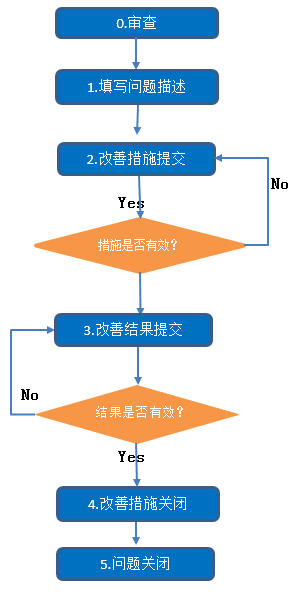 0.审查
1.填写问题描述
2.改善措施提交
No
Yes
措施是否有效？
3.改善结果提交
No
结果是否有效？
Yes
4.改善措施关闭
5.问题关闭